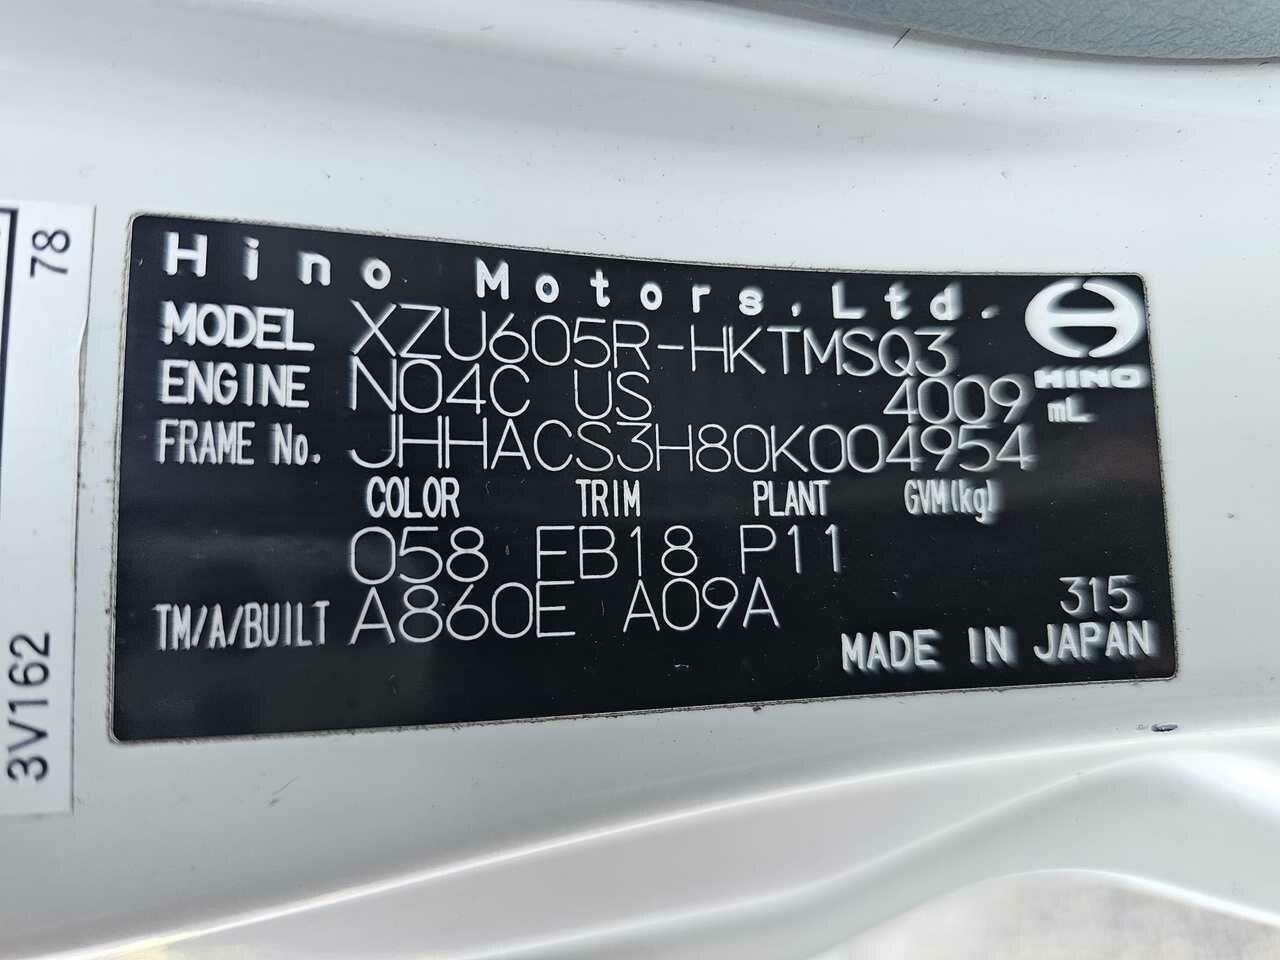 Hino Motors,Ltd.
MODEL XZU605R-HKTMSQ3
HINO
ENGINE N04C US 4009 mL
FRAME No. JHHACS3H80K004954
COLOR TRIM PLANT GVM(kg)
058 FB18 P11
TM/A/BUILT A860E A09A
315
MADE IN JAPAN
78
3V162